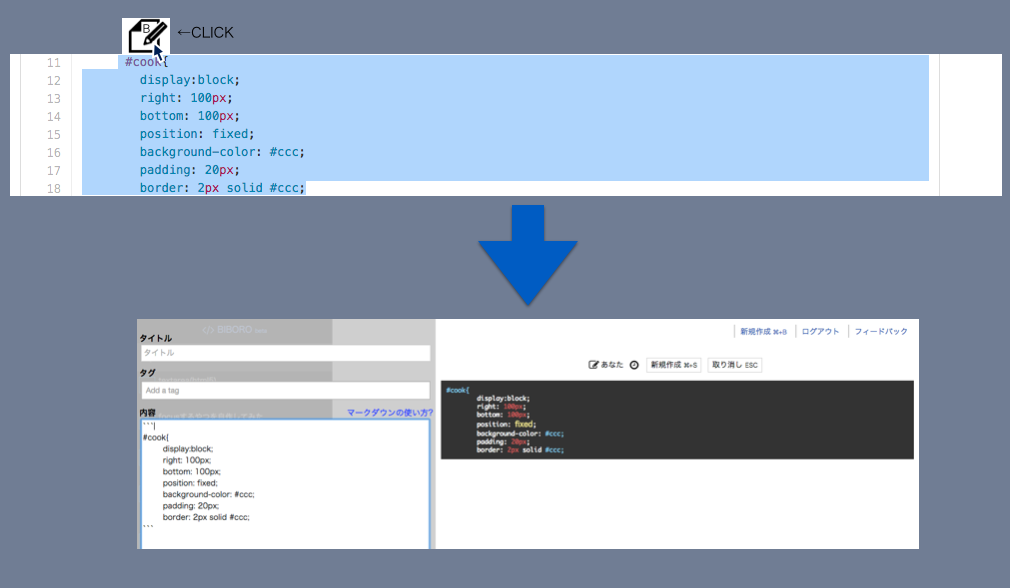 B
←CLICK
11 #cook{
12 display:block;
13 right: 100px;
14 bottom: 100px;
15 position: fixed;
16 background-color: #ccc;
17 padding: 20px;
18 border: 2px solid #ccc;
</> BIBORD
新規作成 ⌘+B ログアウト フィードバック
タイトル
タイトル
あなた 新規作成 ⌘+S 取り消し ESC
タグ
Add a tag
内容 マークダウンの使い方?
```
#cook{
display:block;
right: 100px;
bottom: 100px;
position: fixed;
background-color: #ccc;
padding: 20px;
border: 2px solid #ccc;
```
#cook{
display:block;
right: 100px;
bottom: 100px;
position: fixed;
background-color: #ccc;
padding: 20px;
border: 2px solid #ccc;